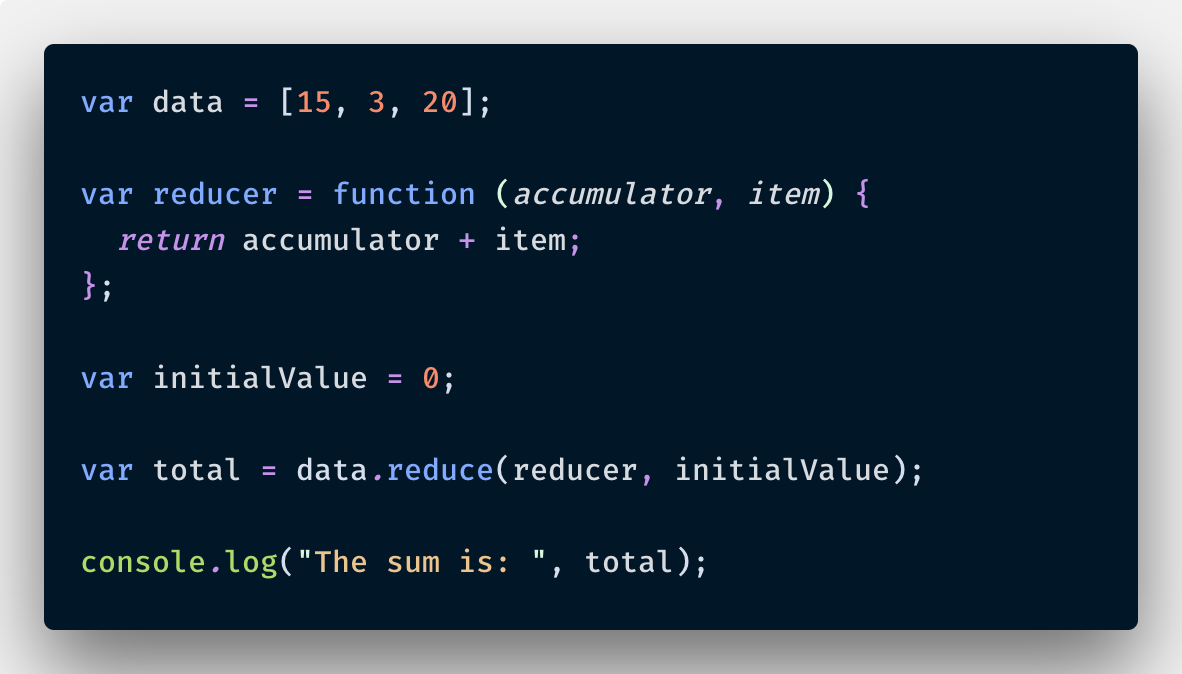 var data = [15, 3, 20];
var reducer = function (accumulator, item) {
  return accumulator + item;
};
var initialValue = 0;
var total = data.reduce(reducer, initialValue);
console.log("The sum is: ", total);